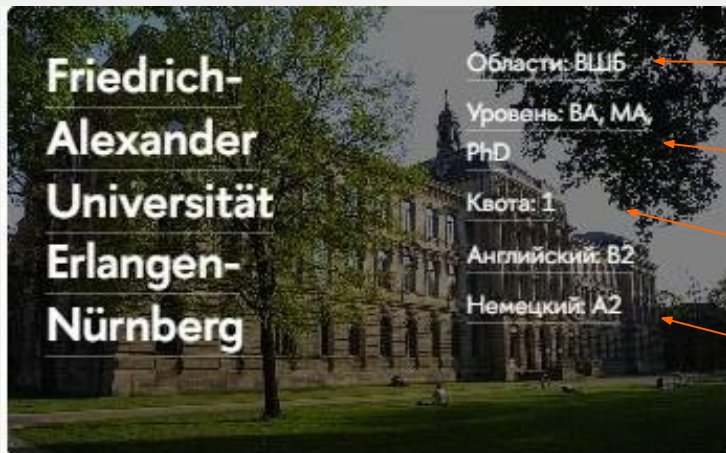 Friedrich-
Alexander
Universität
Erlangen-
Nürnberg
Области: ВШБ
Уровень: BA, MA,
PhD
Квота: 1
Английский: B2
Немецкий: A2